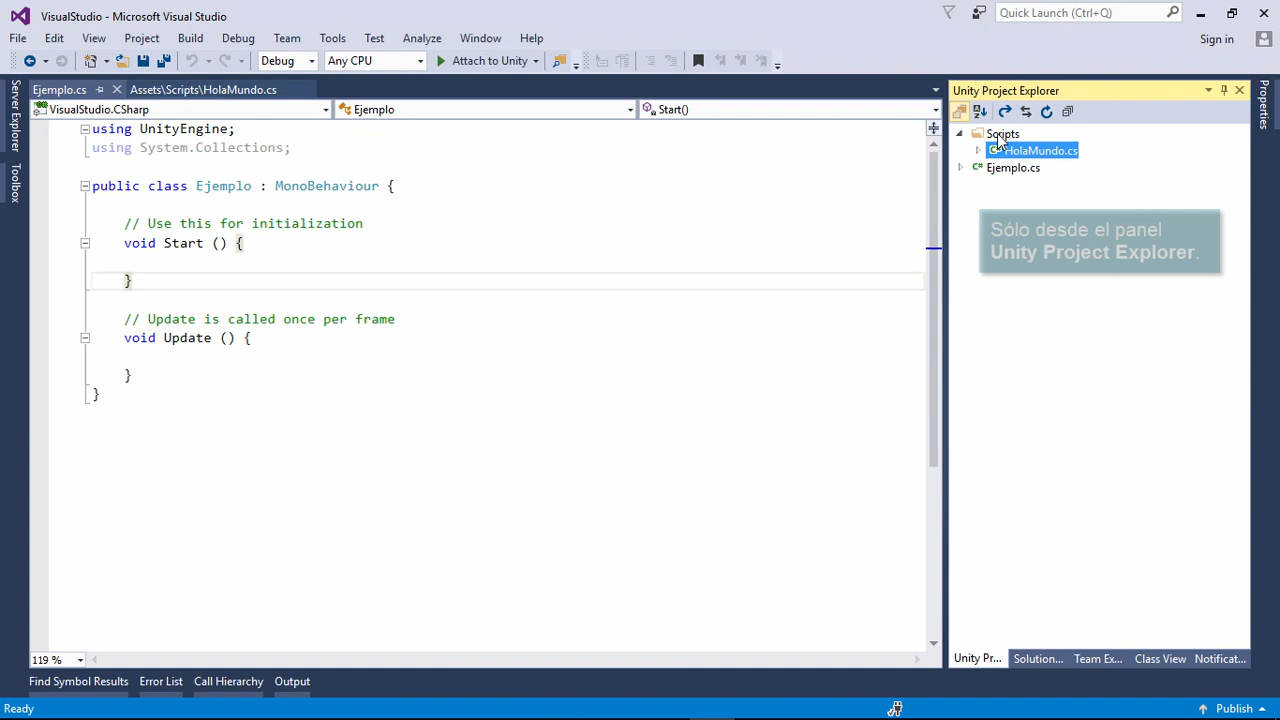 VisualStudio - Microsoft Visual Studio
Quick Launch (Ctrl+Q)
File Edit View Project Build Debug Team Tools Test Analyze Window Help
Sign in
Debug Any CPU Attach to Unity
Ejemplo.cs Assets\Scripts\HolaMundo.cs
VisualStudio.CSharp Ejemplo Start()
using UnityEngine;
using System.Collections;
public class Ejemplo : MonoBehaviour {
// Use this for initialization
void Start () {
}
// Update is called once per frame
void Update () {
}
}
119 %
Server Explorer
Toolbox
Unity Project Explorer
Scripts
HolaMundo.cs
Ejemplo.cs
Sólo desde el panel
Unity Project Explorer.
Properties
Unity Pr... Solution... Team Ex... Class View Notificat...
Find Symbol Results Error List Call Hierarchy Output
Ready
Publish